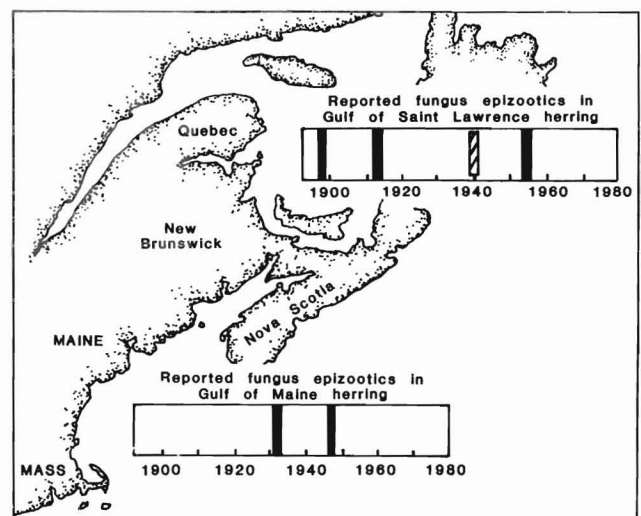 Reported fungus epizootics in
Gulf of Saint Lawrence herring
1900 1920 1940 1960 1980
Quebec
New
Brunswick
Nova Scotia
MAINE
Reported fungus epizootics in
Gulf of Maine herring
1900 1920 1940 1960 1980
MASS